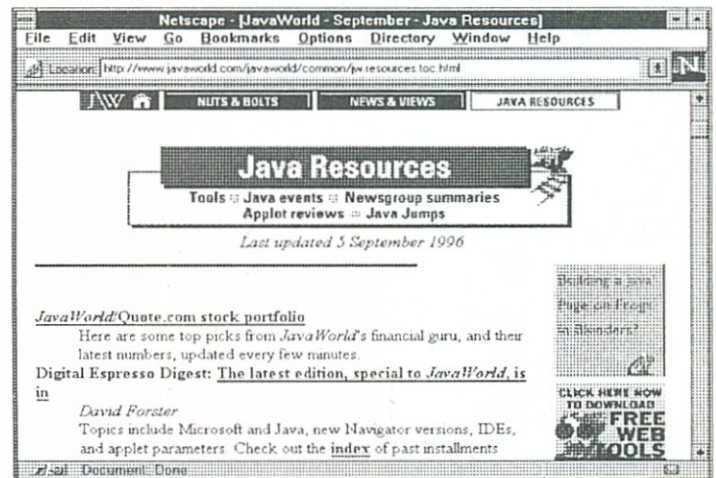 Netscape - [JavaWorld - September - Java Resources]
File Edit View Go Bookmarks Options Directory Window Help
Location: http://www.javaworld.com/javaworld/common/jw.resources.toc.html
JW NUTS & BOLTS NEWS & VIEWS JAVA RESOURCES
Java Resources
Tools Java events Newsgroup summaries
Applet reviews Java Jumps
Last updated 5 September 1996
Building a Java
Page on Frogs
in Blenders?
JavaWorld/Quote.com stock portfolio
Here are some top picks from JavaWorld's financial guru, and their
latest numbers, updated every few minutes.
Digital Espresso Digest: The latest edition, special to JavaWorld, is
in
David Forster
Topics include Microsoft and Java, new Navigator versions, IDEs,
and applet parameters. Check out the index of past installments
CLICK HERE NOW
TO DOWNLOAD
FREE
WEB
TOOLS
Document: Done